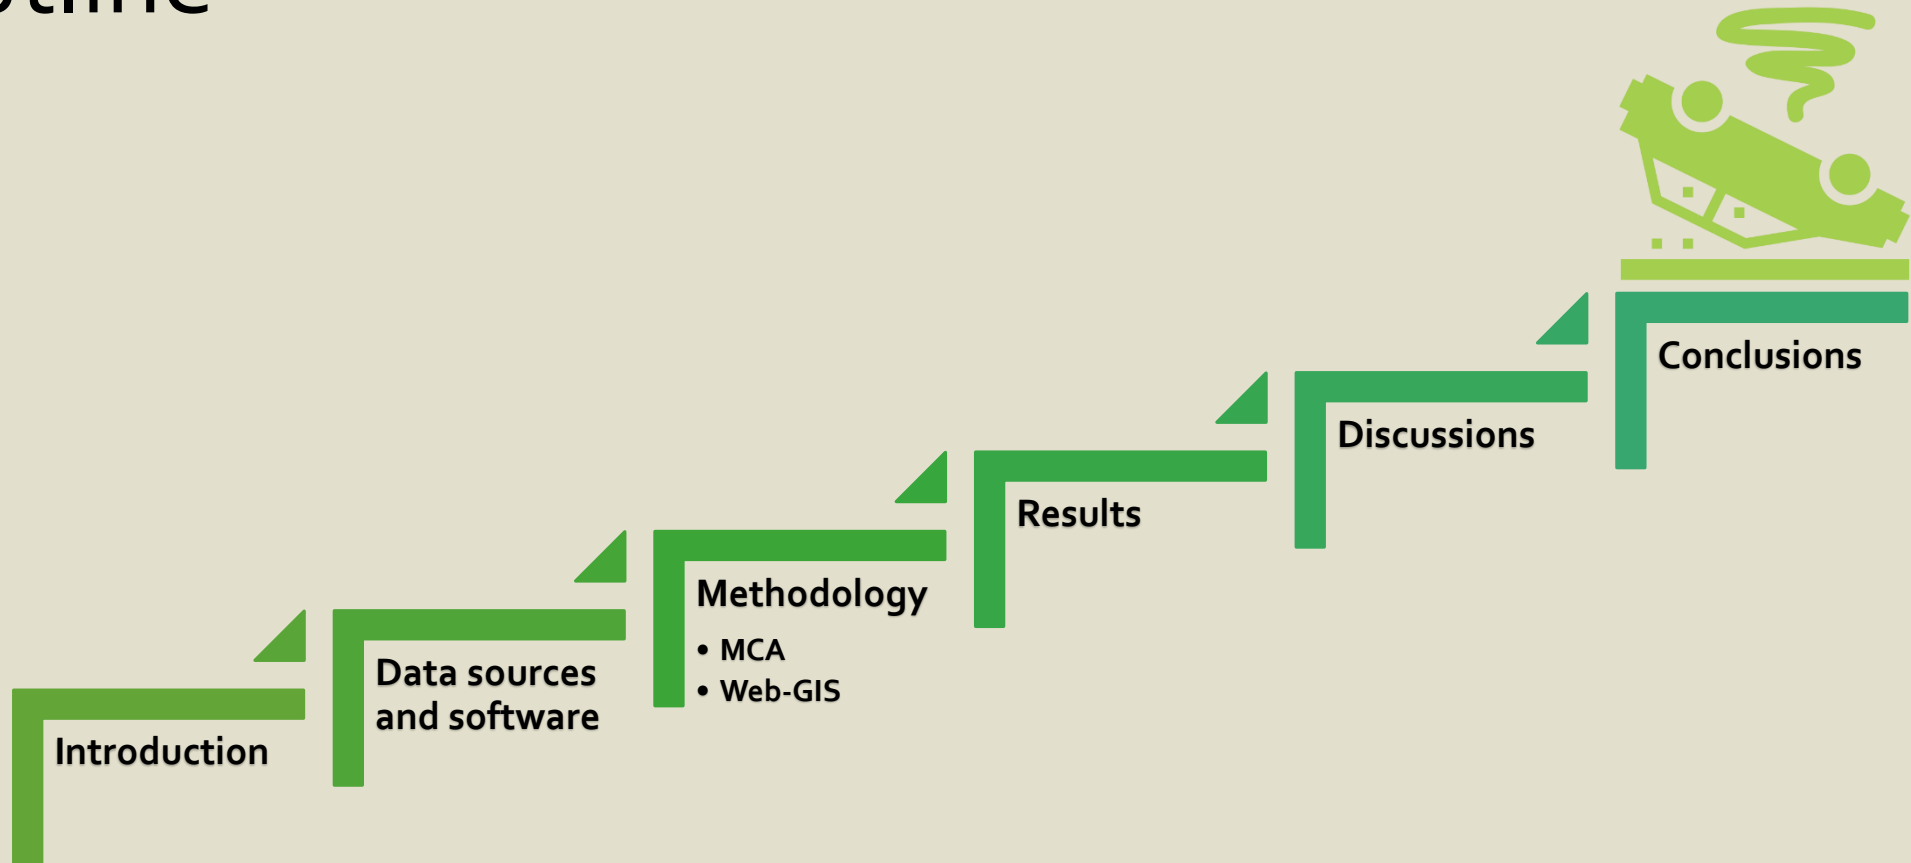 Introduction
Data sources
and software
Methodology
• MCA
• Web-GIS
Results
Discussions
Conclusions